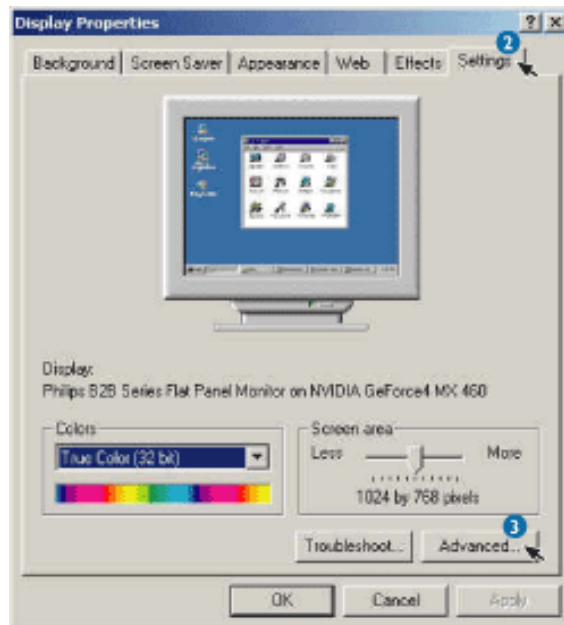 Display Properties
2
Background Screen Saver Appearance Web Effects Settings
Display:
Philips B2B Series Flat Panel Monitor on NVIDIA GeForce4 MX 460
Colors
True Color (32 bit)
Screen area
Less More
1024 by 768 pixels
3
Troubleshoot... Advanced...
OK Cancel Apply